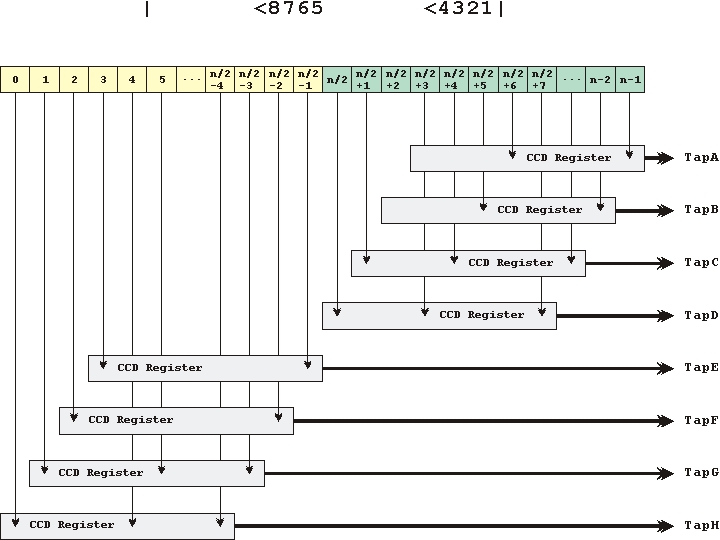 | <8765 <4321|
0 1 2 3 4 5 ··· n/2-4 n/2-3 n/2-2 n/2-1 n/2 n/2+1 n/2+2 n/2+3 n/2+4 n/2+5 n/2+6 n/2+7 ··· n-2 n-1
CCD Register TapA
CCD Register TapB
CCD Register TapC
CCD Register TapD
CCD Register TapE
CCD Register TapF
CCD Register TapG
CCD Register TapH